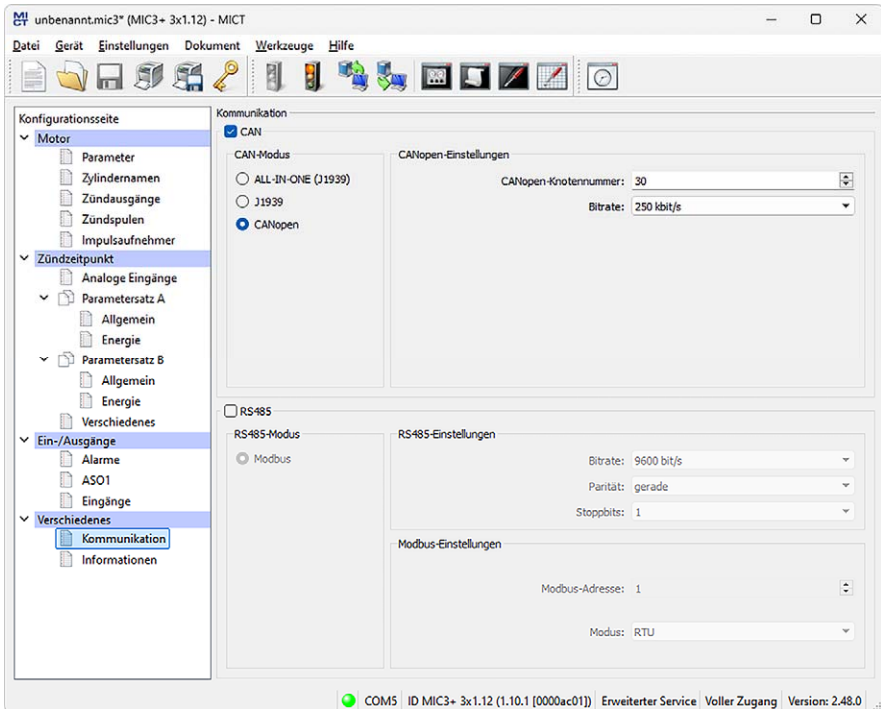 MICT unbenannt.mic3* (MIC3+ 3x1.12) - MICT
Datei Gerät Einstellungen Dokument Werkzeuge Hilfe
Konfigurationsseite
Motor
Parameter
Zylindernamen
Zündausgänge
Zündspulen
Impulsaufnehmer
Zündzeitpunkt
Analoge Eingänge
Parametersatz A
Allgemein
Energie
Parametersatz B
Allgemein
Energie
Verschiedenes
Ein-/Ausgänge
Alarme
ASO1
Eingänge
Verschiedenes
Kommunikation
Informationen
Kommunikation
CAN
CAN-Modus
ALL-IN-ONE (J1939)
J1939
CANopen
CANopen-Einstellungen
CANopen-Knotennummer: 30
Bitrate: 250 kbit/s
RS485
RS485-Modus
Modbus
RS485-Einstellungen
Bitrate: 9600 bit/s
Parität: gerade
Stoppbits: 1
Modbus-Einstellungen
Modbus-Adresse: 1
Modus: RTU
COM5 ID MIC3+ 3x1.12 (1.10.1 [0000ac01]) Erweiterter Service Voller Zugang Version: 2.48.0